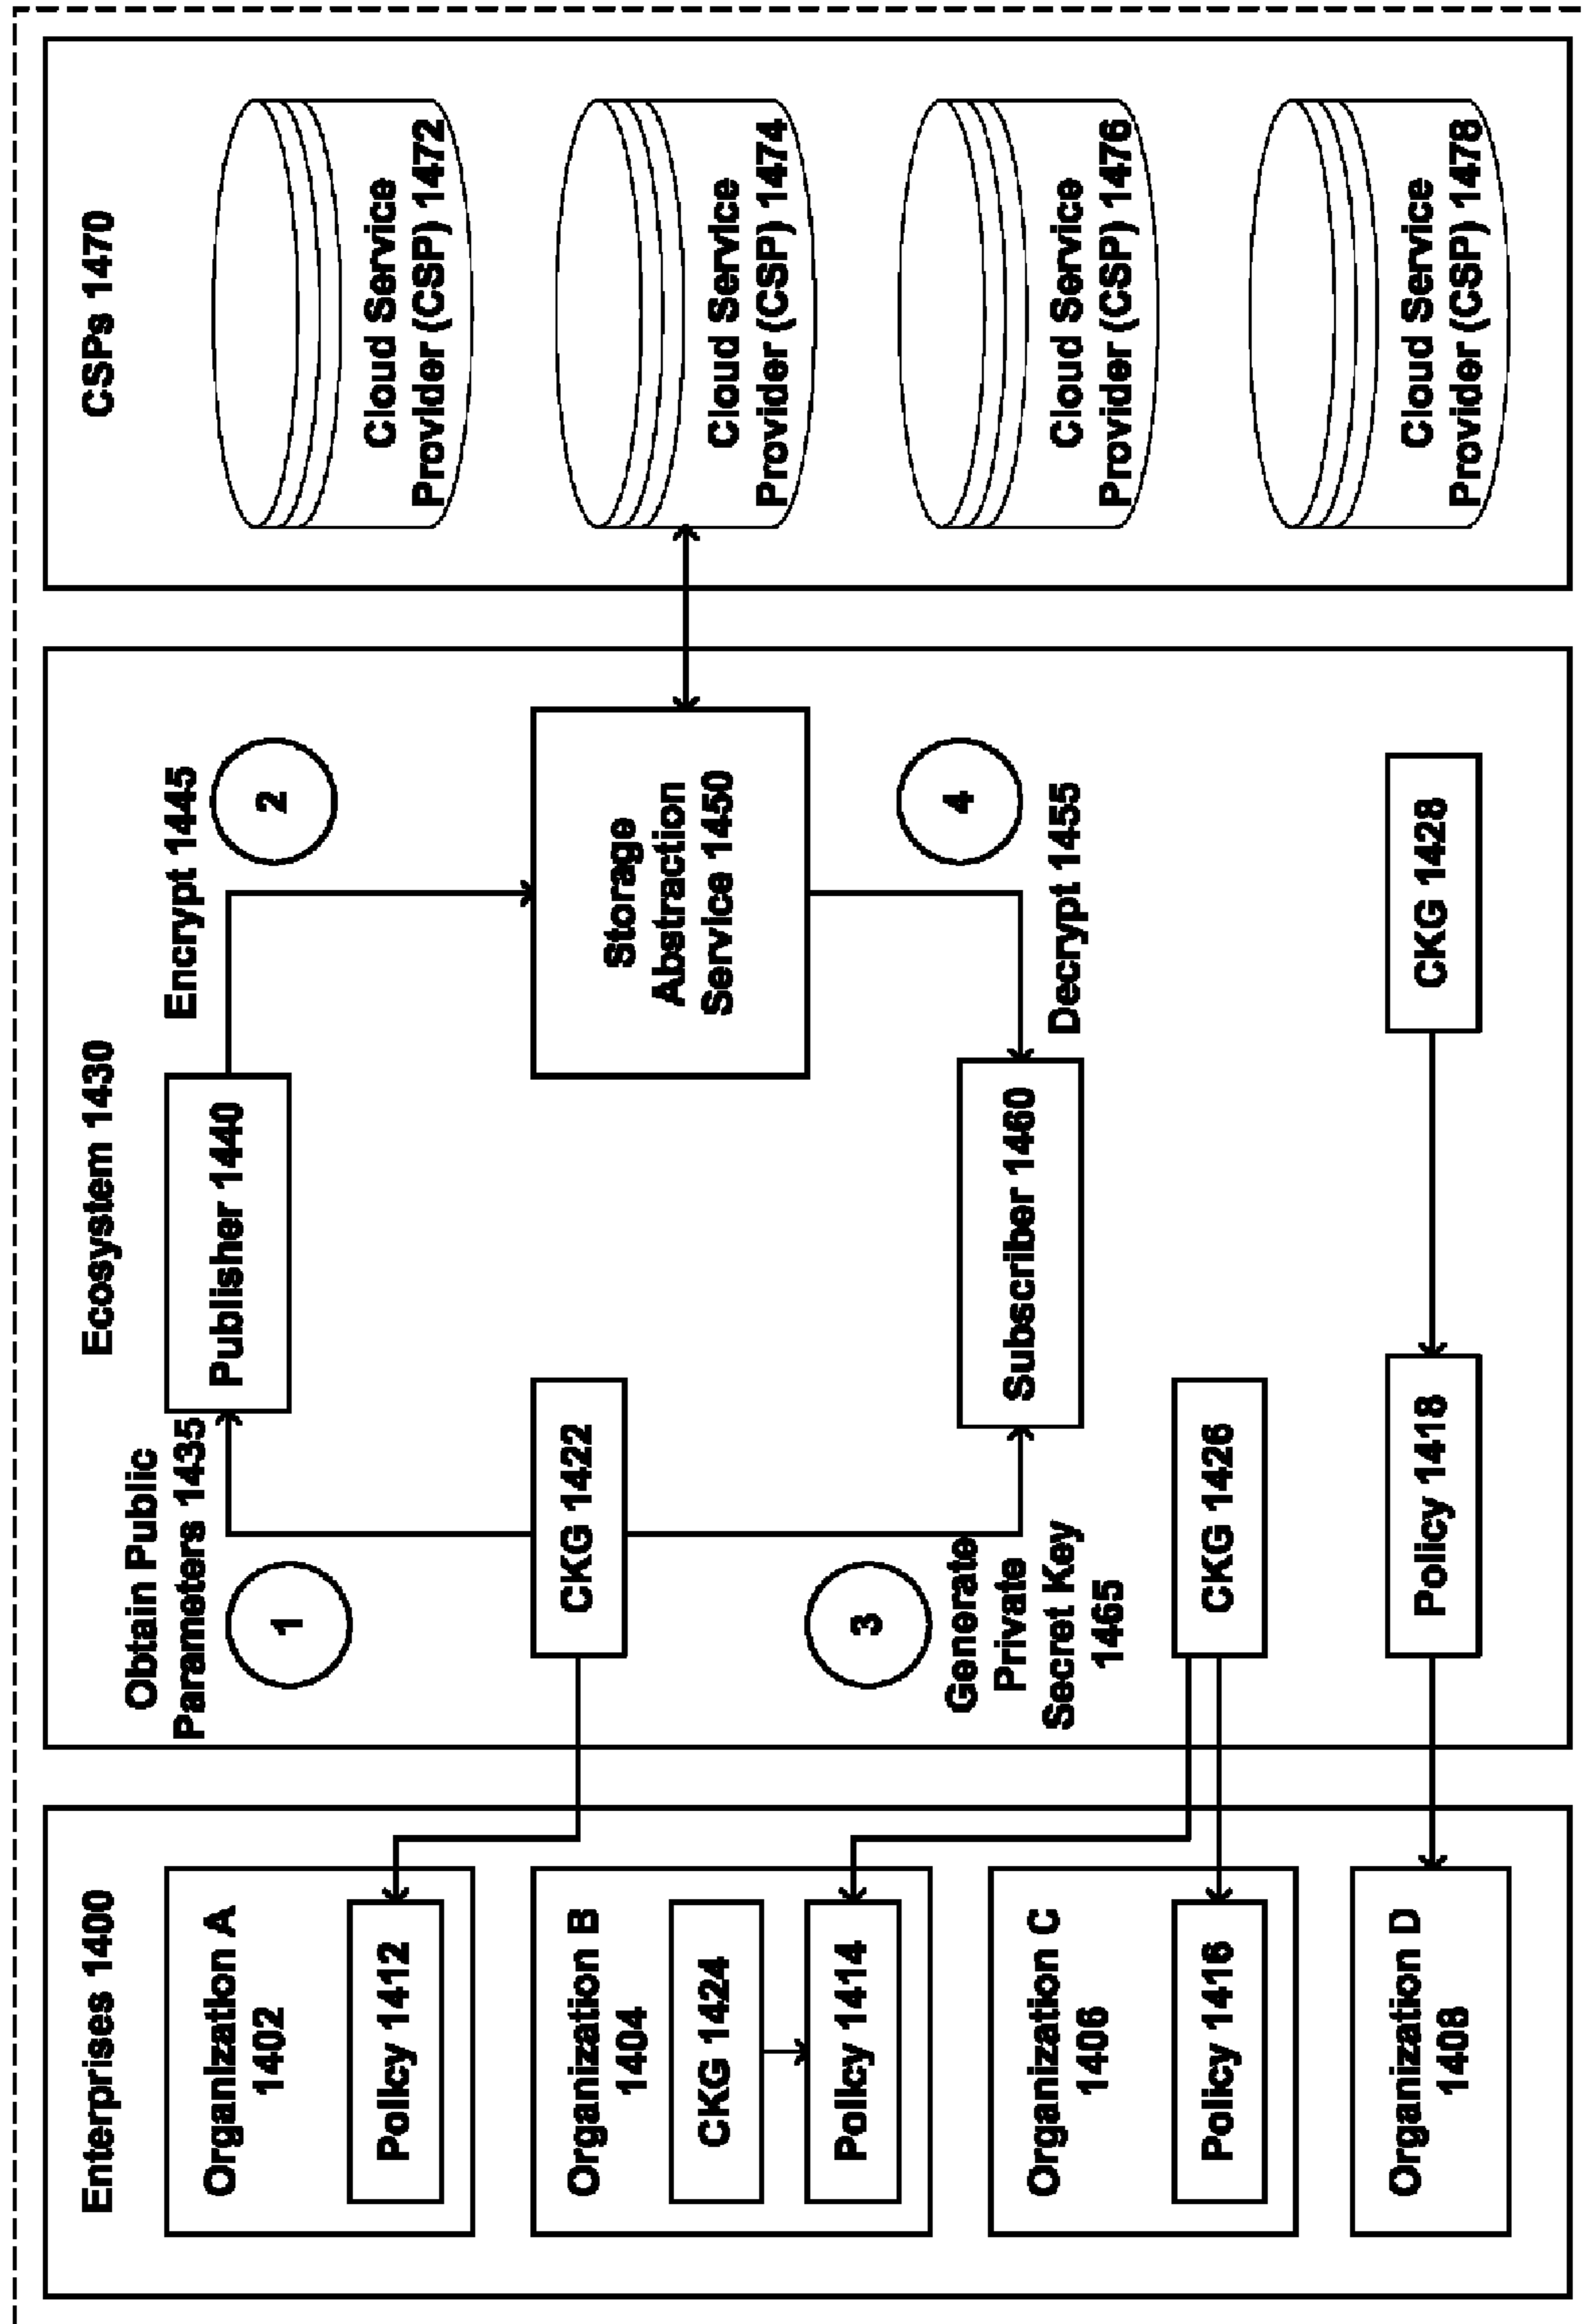 Enterprises 1400
Organization A
1402
Policy 1412
Organization B
1404
CKG 1424
Policy 1414
Organization C
1406
Policy 1416
Organization D
1408
Ecosystem 1430
Obtain Public
Parameters 1435
1
Publisher 1440
Encrypt 1445
2
CKG 1422
Storage
Abstraction
Service 1450
3
Generate
Private
Secret Key
1465
Subscriber 1460
4
Decrypt 1455
CKG 1426
Policy 1418
CKG 1428
CSPs 1470
Cloud Service
Provider (CSP) 1472
Cloud Service
Provider (CSP) 1474
Cloud Service
Provider (CSP) 1476
Cloud Service
Provider (CSP) 1478